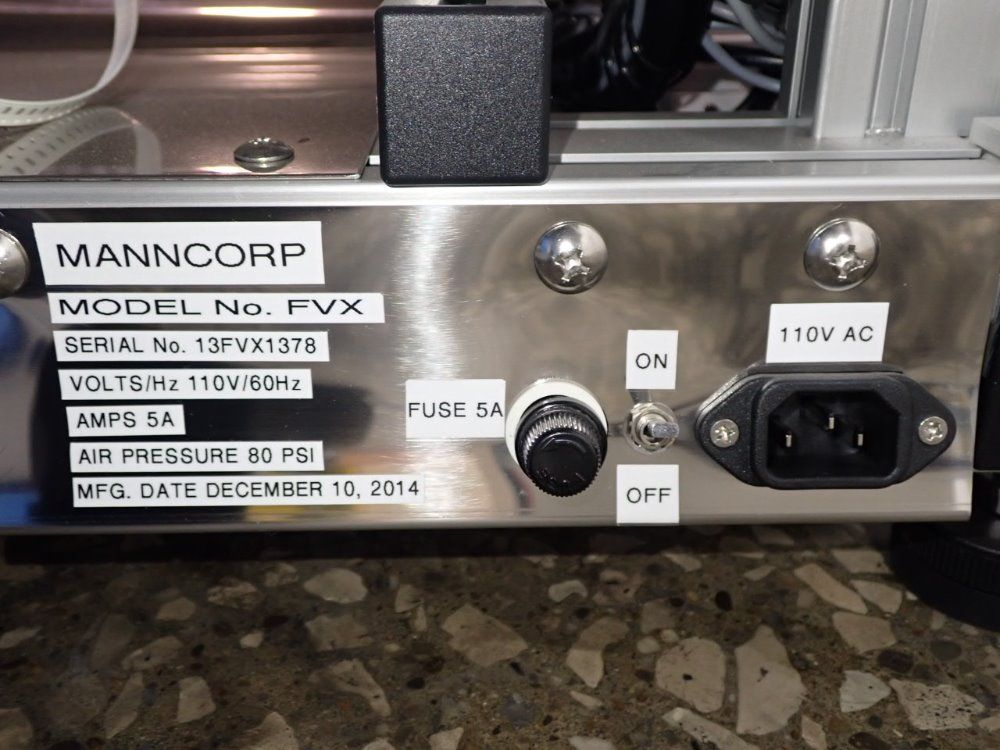 MANNCORP
MODEL No. FVX
SERIAL No. 13FVX1378
VOLTS/Hz 110V/60Hz
AMPS 5A
AIR PRESSURE 80 PSI
MFG. DATE DECEMBER 10, 2014
FUSE 5A
ON
OFF
110V AC